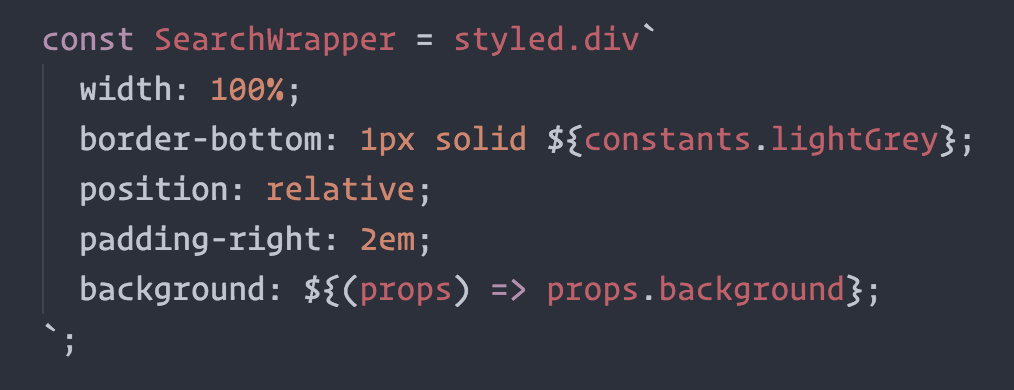 const SearchWrapper = styled.div`
  width: 100%;
  border-bottom: 1px solid ${constants.lightGrey};
  position: relative;
  padding-right: 2em;
  background: ${(props) => props.background};
`;